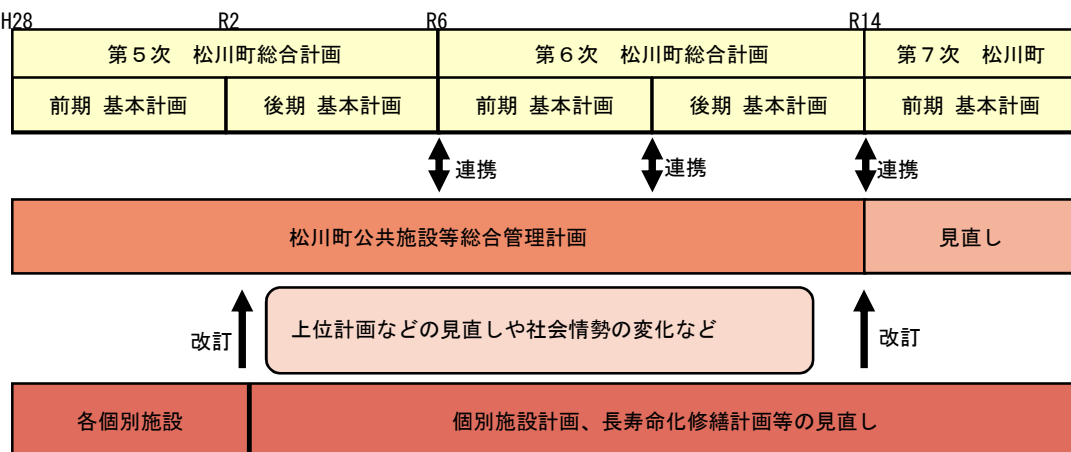 H28 R2 R6 R14
第５次 松川町総合計画 第６次 松川町総合計画 第７次 松川町
前期 基本計画 後期 基本計画 前期 基本計画 後期 基本計画 前期 基本計画
連携 連携 連携
松川町公共施設等総合管理計画 見直し
上位計画などの見直しや社会情勢の変化など
改訂 改訂
各個別施設 個別施設計画、長寿命化修繕計画等の見直し